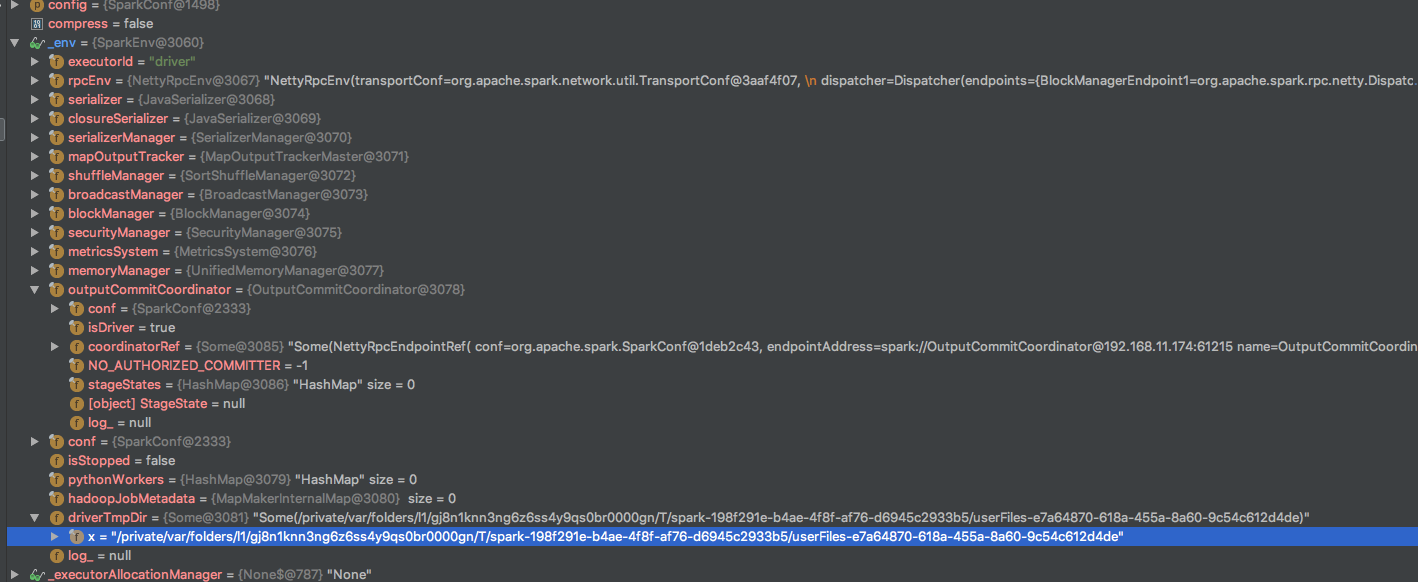 config = {SparkConf@1498}
compress = false
_env = {SparkEnv@3060}
executorId = "driver"
rpcEnv = {NettyRpcEnv@3067} "NettyRpcEnv(transportConf=org.apache.spark.network.util.TransportConf@3aaf4f07, \n dispatcher=Dispatcher(endpoints={BlockManagerEndpoint1=org.apache.spark.rpc.netty.Dispatc
serializer = {JavaSerializer@3068}
closureSerializer = {JavaSerializer@3069}
serializerManager = {SerializerManager@3070}
mapOutputTracker = {MapOutputTrackerMaster@3071}
shuffleManager = {SortShuffleManager@3072}
broadcastManager = {BroadcastManager@3073}
blockManager = {BlockManager@3074}
securityManager = {SecurityManager@3075}
metricsSystem = {MetricsSystem@3076}
memoryManager = {UnifiedMemoryManager@3077}
outputCommitCoordinator = {OutputCommitCoordinator@3078}
conf = {SparkConf@2333}
isDriver = true
coordinatorRef = {Some@3085} "Some(NettyRpcEndpointRef( conf=org.apache.spark.SparkConf@1deb2c43, endpointAddress=spark://OutputCommitCoordinator@192.168.11.174:61215 name=OutputCommitCoordin
NO_AUTHORIZED_COMMITTER = -1
stageStates = {HashMap@3086} "HashMap" size = 0
[object] StageState = null
log_ = null
conf = {SparkConf@2333}
isStopped = false
pythonWorkers = {HashMap@3079} "HashMap" size = 0
hadoopJobMetadata = {MapMakerInternalMap@3080} size = 0
driverTmpDir = {Some@3081} "Some(/private/var/folders/l1/gj8n1knn3ng6z6ss4y9qs0br0000gn/T/spark-198f291e-b4ae-4f8f-af76-d6945c2933b5/userFiles-e7a64870-618a-455a-8a60-9c54c612d4de)"
x = "/private/var/folders/l1/gj8n1knn3ng6z6ss4y9qs0br0000gn/T/spark-198f291e-b4ae-4f8f-af76-d6945c2933b5/userFiles-e7a64870-618a-455a-8a60-9c54c612d4de"
log_ = null
_executorAllocationManager = {None$@787} "None"